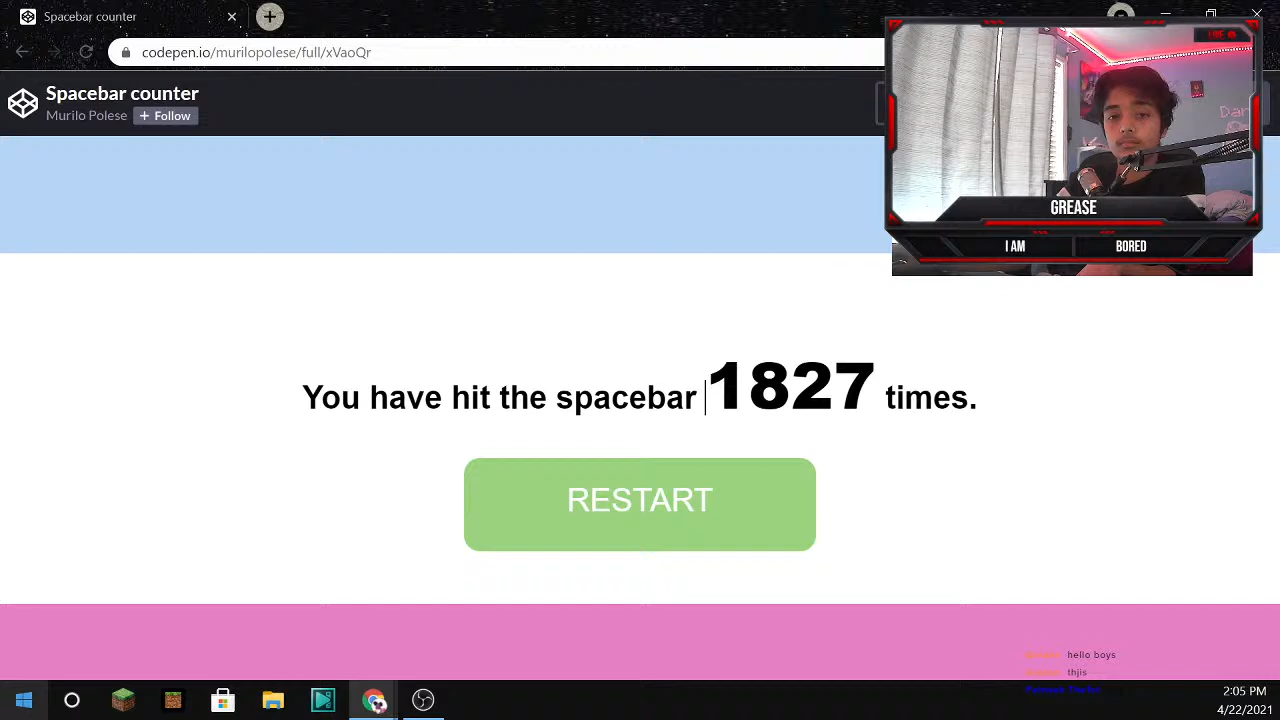 Spacebar counter
codepen.io/murilopolese/full/xVaoQr
Spacebar counter
Murilo Polese + Follow
LIVE
GREASE
I AM BORED
You have hit the spacebar 1827 times.
RESTART
hello boys
thjis
2:05 PM
4/22/2021